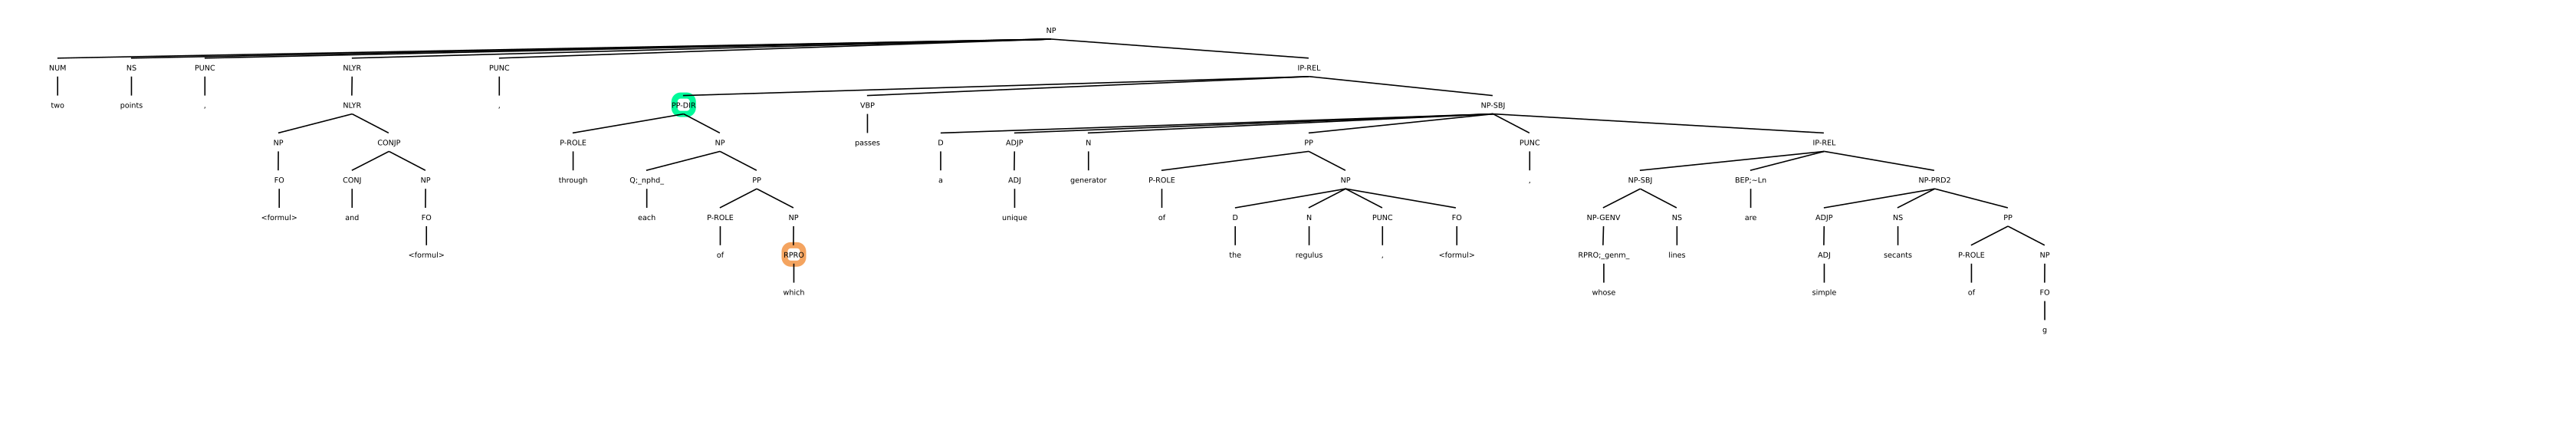 NP
NUM NS PUNC NLYR PUNC IP-REL
two points , NLYR , PP-DIR VBP NP-SBJ
NP CONJP P-ROLE NP passes D ADJP N PP PUNC IP-REL
FO CONJ NP through Q;_nphd_ PP a ADJ generator P-ROLE NP , NP-SBJ BEP;~Ln NP-PRD2
<formul> and FO each P-ROLE NP unique of D N PUNC FO NP-GENV NS are ADJP NS PP
<formul> of RPRO the regulus , <formul> RPRO;_genm_ lines ADJ secants P-ROLE NP
which whose simple of FO
g